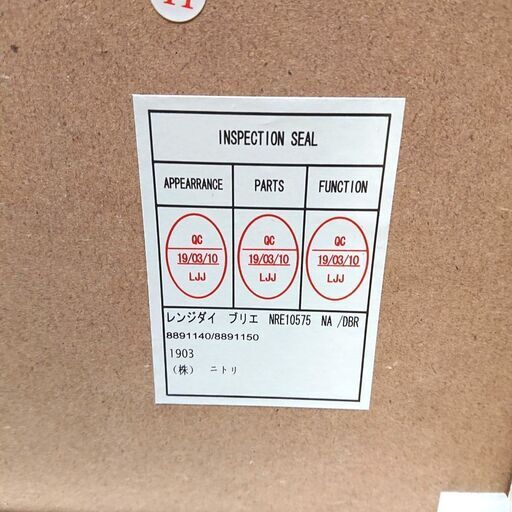 INSPECTION SEAL
APPEARRANCE PARTS FUNCTION
QC QC QC
19/03/10 19/03/10 19/03/10
LJJ LJJ LJJ
レンジダイ ブリエ NRE10575 NA /DBR
8891140/8891150
1903
(株) ニトリ